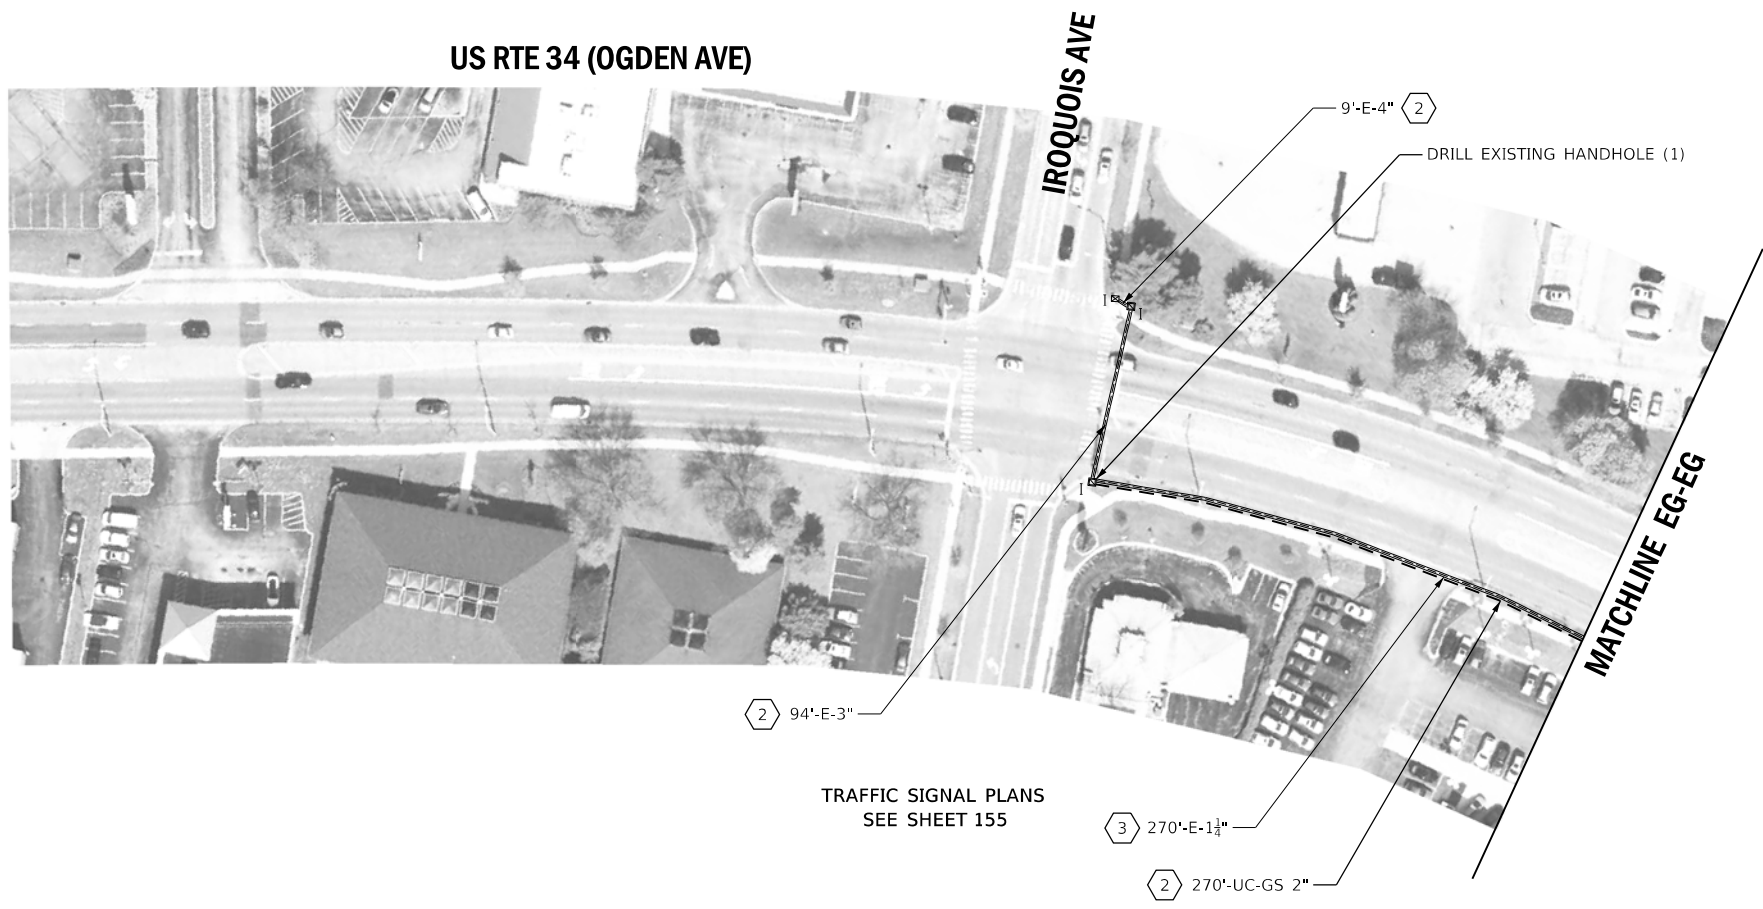 US RTE 34 (OGDEN AVE)
IROQUOIS AVE
9'-E-4" 2
DRILL EXISTING HANDHOLE (1)
I
I
I
MATCHLINE EG-EG
2 94'-E-3"
TRAFFIC SIGNAL PLANS
SEE SHEET 155
3 270'-E-1¼"
2 270'-UC-GS 2"